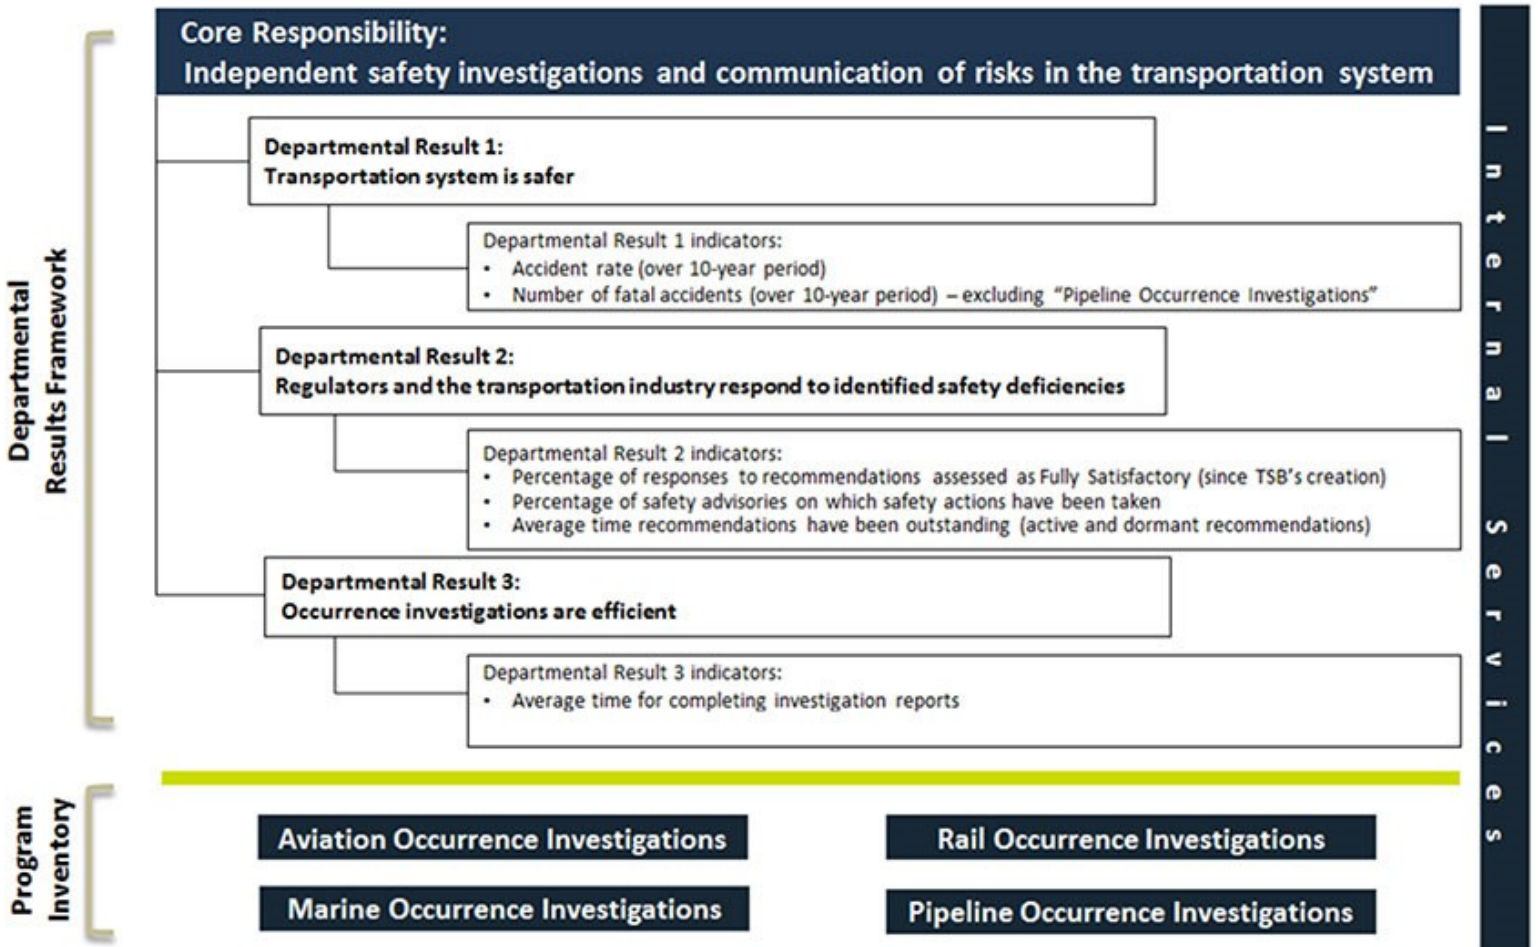 Core Responsibility:
Independent safety investigations and communication of risks in the transportation system
Departmental Result 1:
Transportation system is safer
Departmental Result 1 indicators:
• Accident rate (over 10-year period)
• Number of fatal accidents (over 10-year period) – excluding “Pipeline Occurrence Investigations”
Departmental
Results Framework
Departmental Result 2:
Regulators and the transportation industry respond to identified safety deficiencies
Departmental Result 2 indicators:
• Percentage of responses to recommendations assessed as Fully Satisfactory (since TSB’s creation)
• Percentage of safety advisories on which safety actions have been taken
• Average time recommendations have been outstanding (active and dormant recommendations)
Departmental Result 3:
Occurrence investigations are efficient
Departmental Result 3 indicators:
• Average time for completing investigation reports
Program
Inventory
Aviation Occurrence Investigations
Rail Occurrence Investigations
Marine Occurrence Investigations
Pipeline Occurrence Investigations
Internal Services